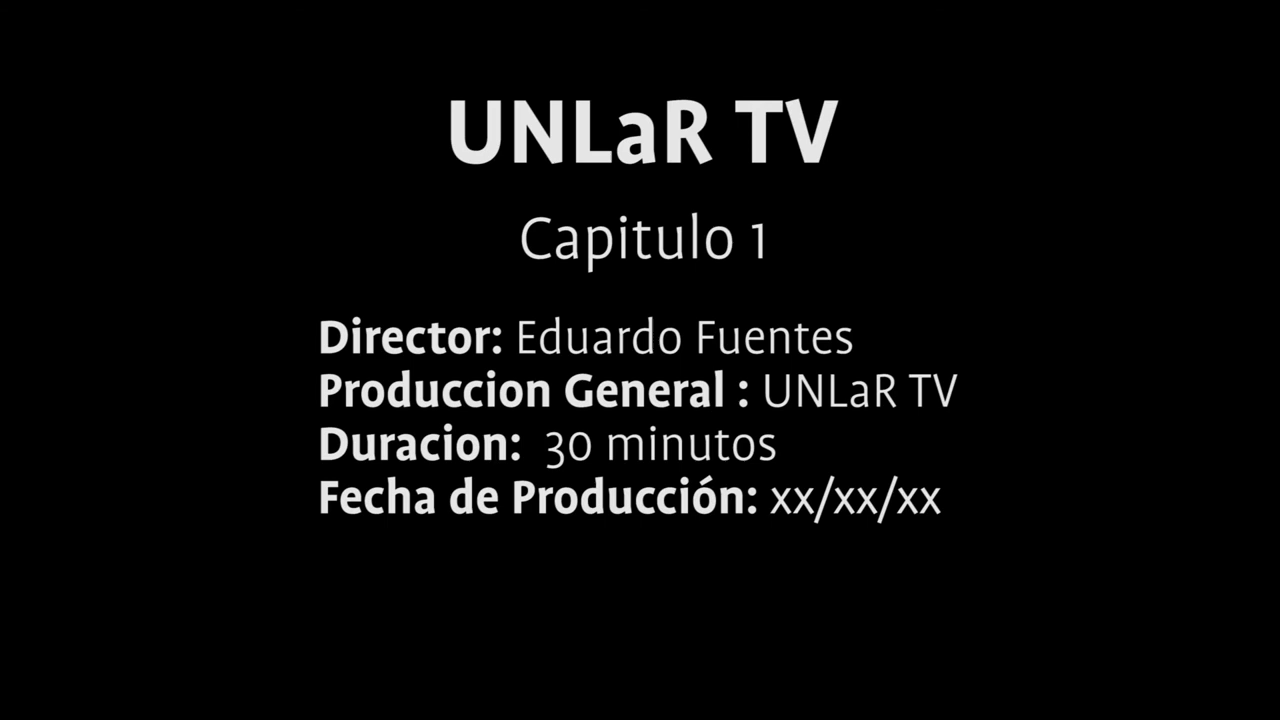 UNLaR TV
Capitulo 1
Director: Eduardo Fuentes
Produccion General : UNLaR TV
Duracion: 30 minutos
Fecha de Producción: xx/xx/xx